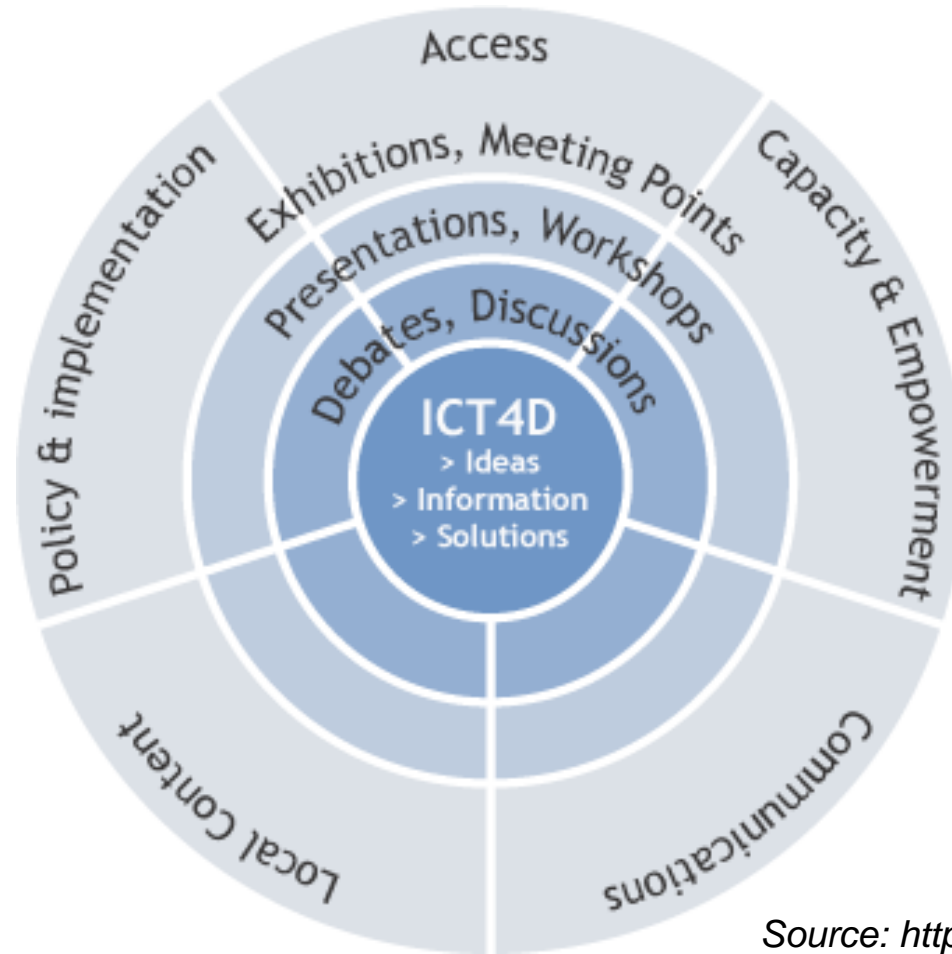 Access
Exhibitions, Meeting Points
Presentations, Workshops
Debates, Discussions
ICT4D
> Ideas
> Information
> Solutions
Policy & implementation
Capacity & Empowerment
Local Content
Communications
Source: http